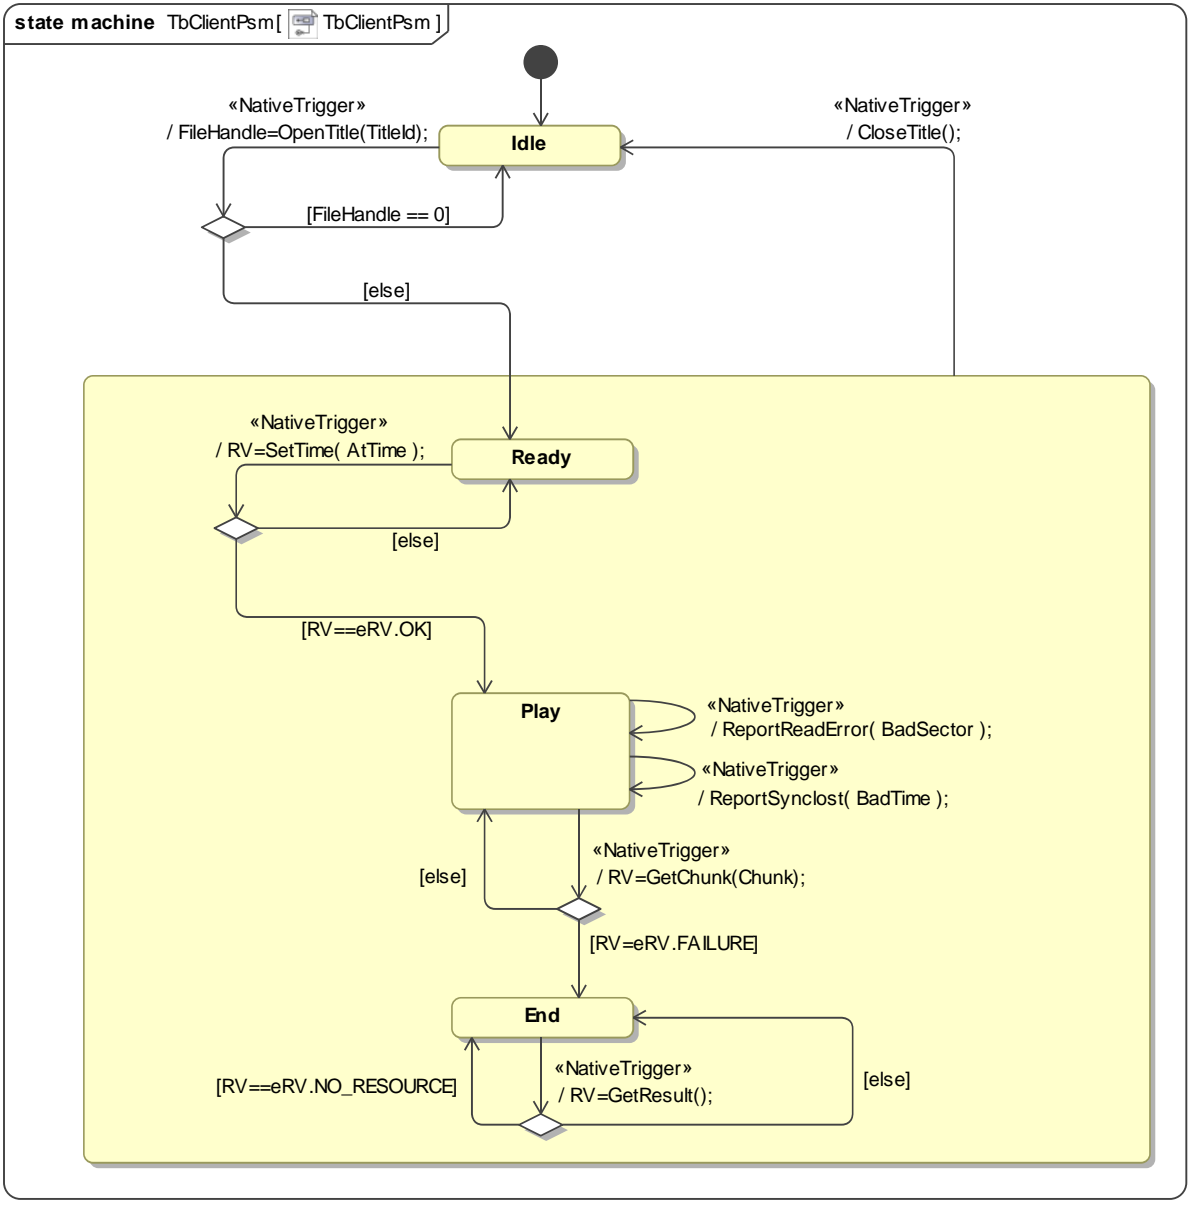 state machine TbClientPsm[ TbClientPsm ]
«NativeTrigger»
/ FileHandle=OpenTitle(TitleId);
«NativeTrigger»
/ CloseTitle();
Idle
[FileHandle == 0]
[else]
«NativeTrigger»
/ RV=SetTime( AtTime );
Ready
[else]
[RV==eRV.OK]
Play
«NativeTrigger»
/ ReportReadError( BadSector );
«NativeTrigger»
/ ReportSynclost( BadTime );
«NativeTrigger»
/ RV=GetChunk(Chunk);
[else]
[RV=eRV.FAILURE]
End
«NativeTrigger»
/ RV=GetResult();
[RV==eRV.NO_RESOURCE]
[else]